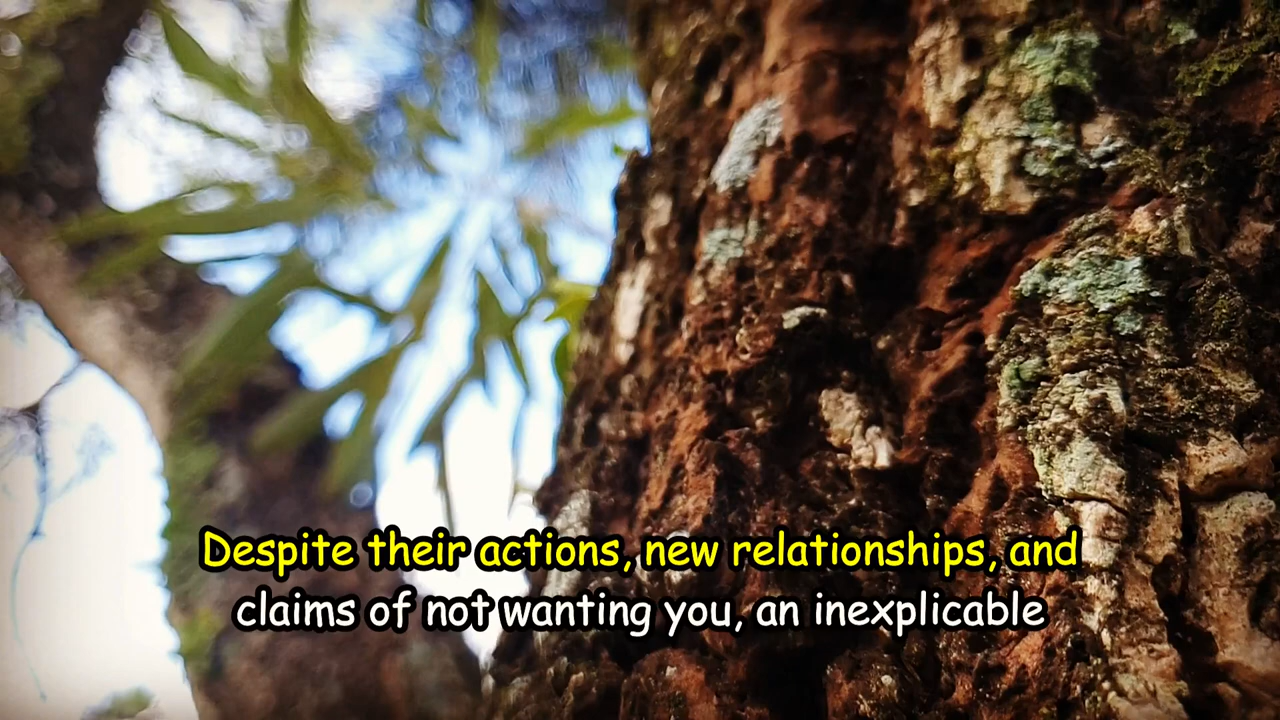 Despite their actions, new relationships, and
claims of not wanting you, an inexplicable